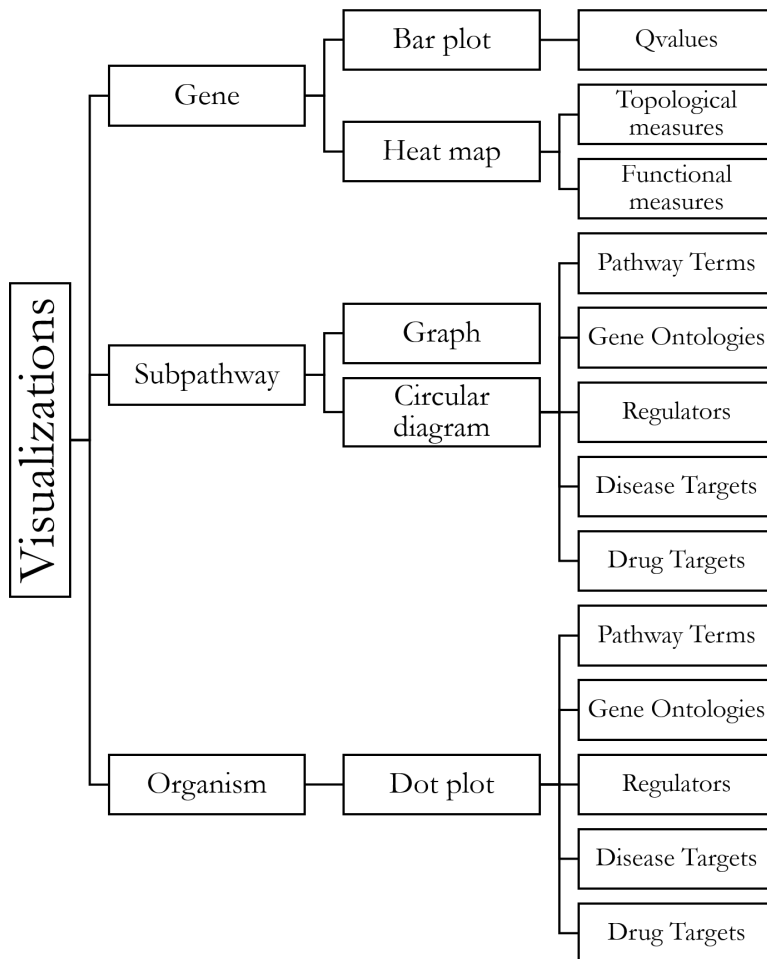 Visualizations
Gene
Bar plot
Qvalues
Heat map
Topological
measures
Functional
measures
Subpathway
Graph
Circular
diagram
Pathway Terms
Gene Ontologies
Regulators
Disease Targets
Drug Targets
Organism
Dot plot
Pathway Terms
Gene Ontologies
Regulators
Disease Targets
Drug Targets